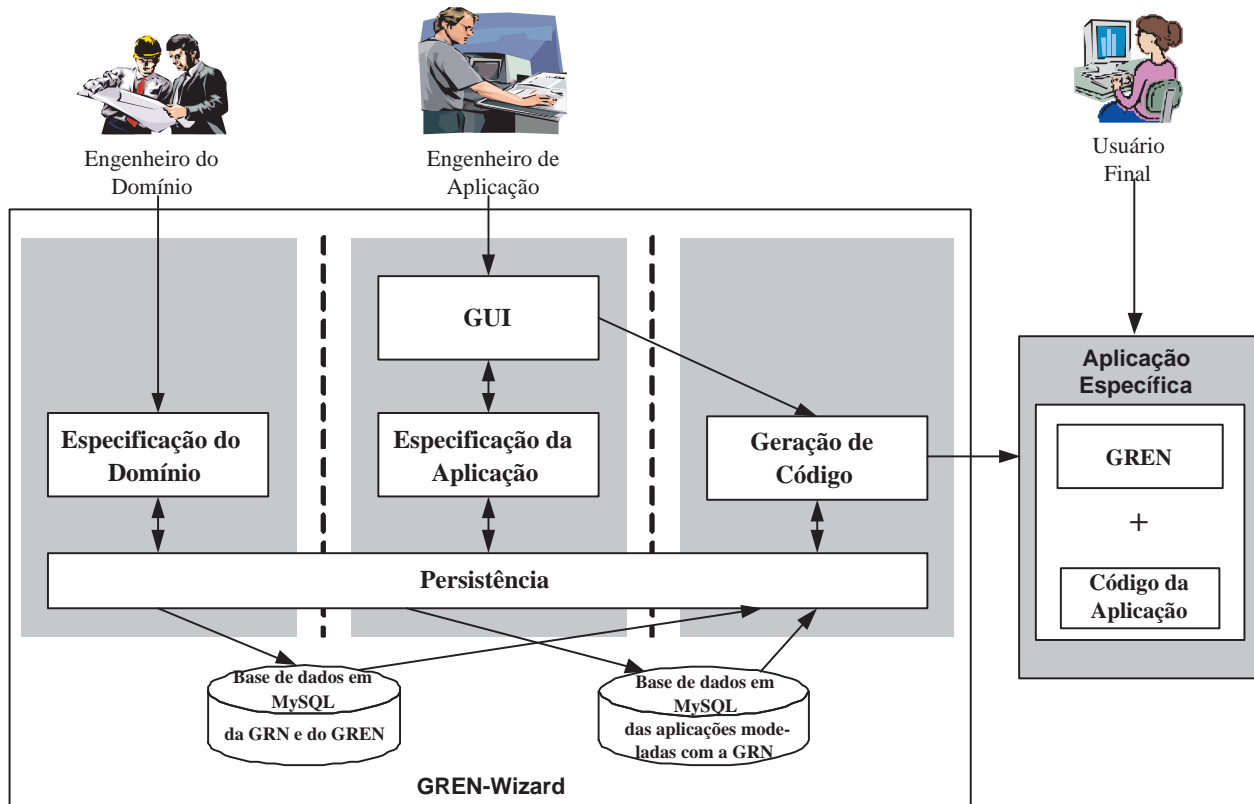 Engenheiro do
Domínio
Engenheiro de
Aplicação
Usuário
Final
GUI
Especificação do
Domínio
Especificação da
Aplicação
Geração de
Código
Persistência
Base de dados em
MySQL
da GRN e do GREN
Base de dados em
MySQL
das aplicações mode-
ladas com a GRN
GREN-Wizard
Aplicação
Específica
GREN
+
Código da
Aplicação